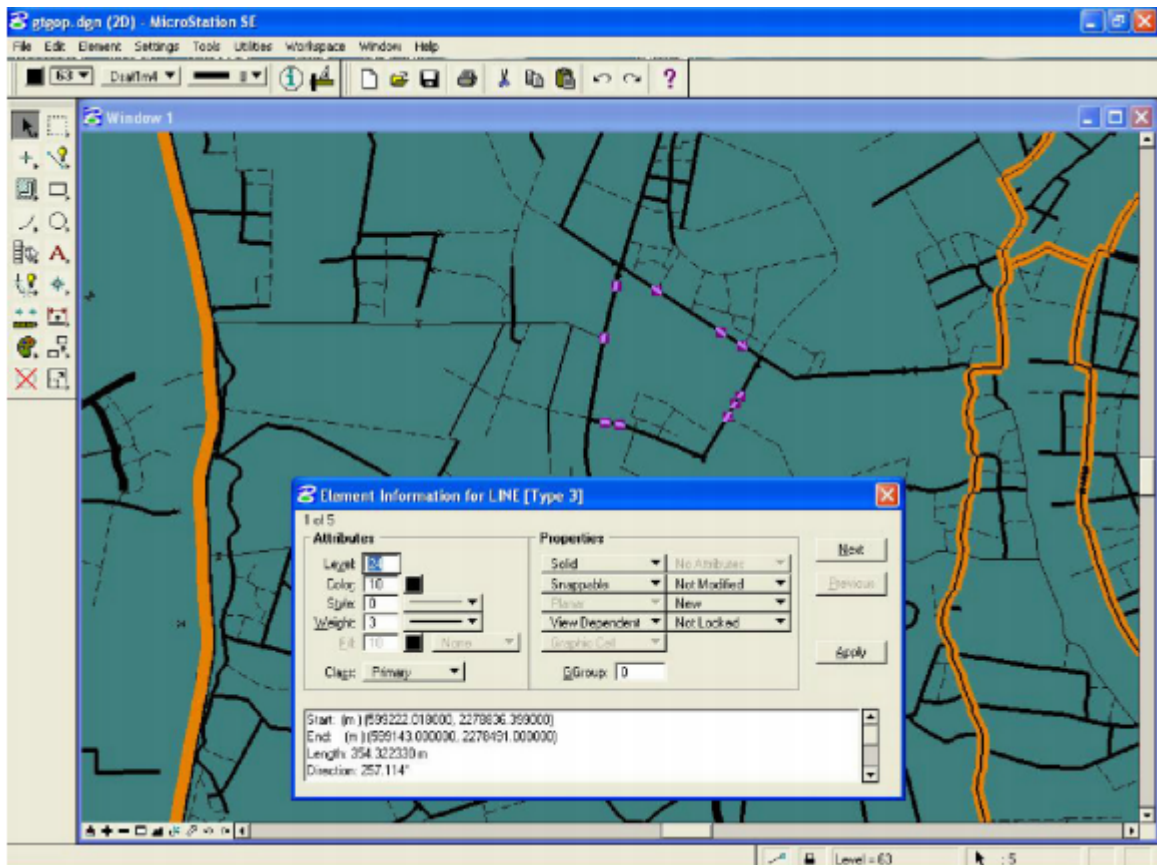 gtgop.dgn (2D) - MicroStation SE
File Edit Element Settings Tools Utilities Workspace Window Help
63
0
Window 1
Element Information for LINE [Type 3]
1 of 5
Attributes
Level: 24
Color: 10
Style: 0
Weight: 3
Fill: 10 None
Class: Primary
Properties
Solid No Attributes
Snappable Not Modified
Planar New
View Dependent Not Locked
Graphic Cell
GGroup: 0
Next
Previous
Apply
Start: (m ) (599222.018000, 2278836.399000)
End: (m ) (599143.000000, 2278491.000000)
Length: 354.322330 m
Direction: 257.114°
Level = 63
: 5